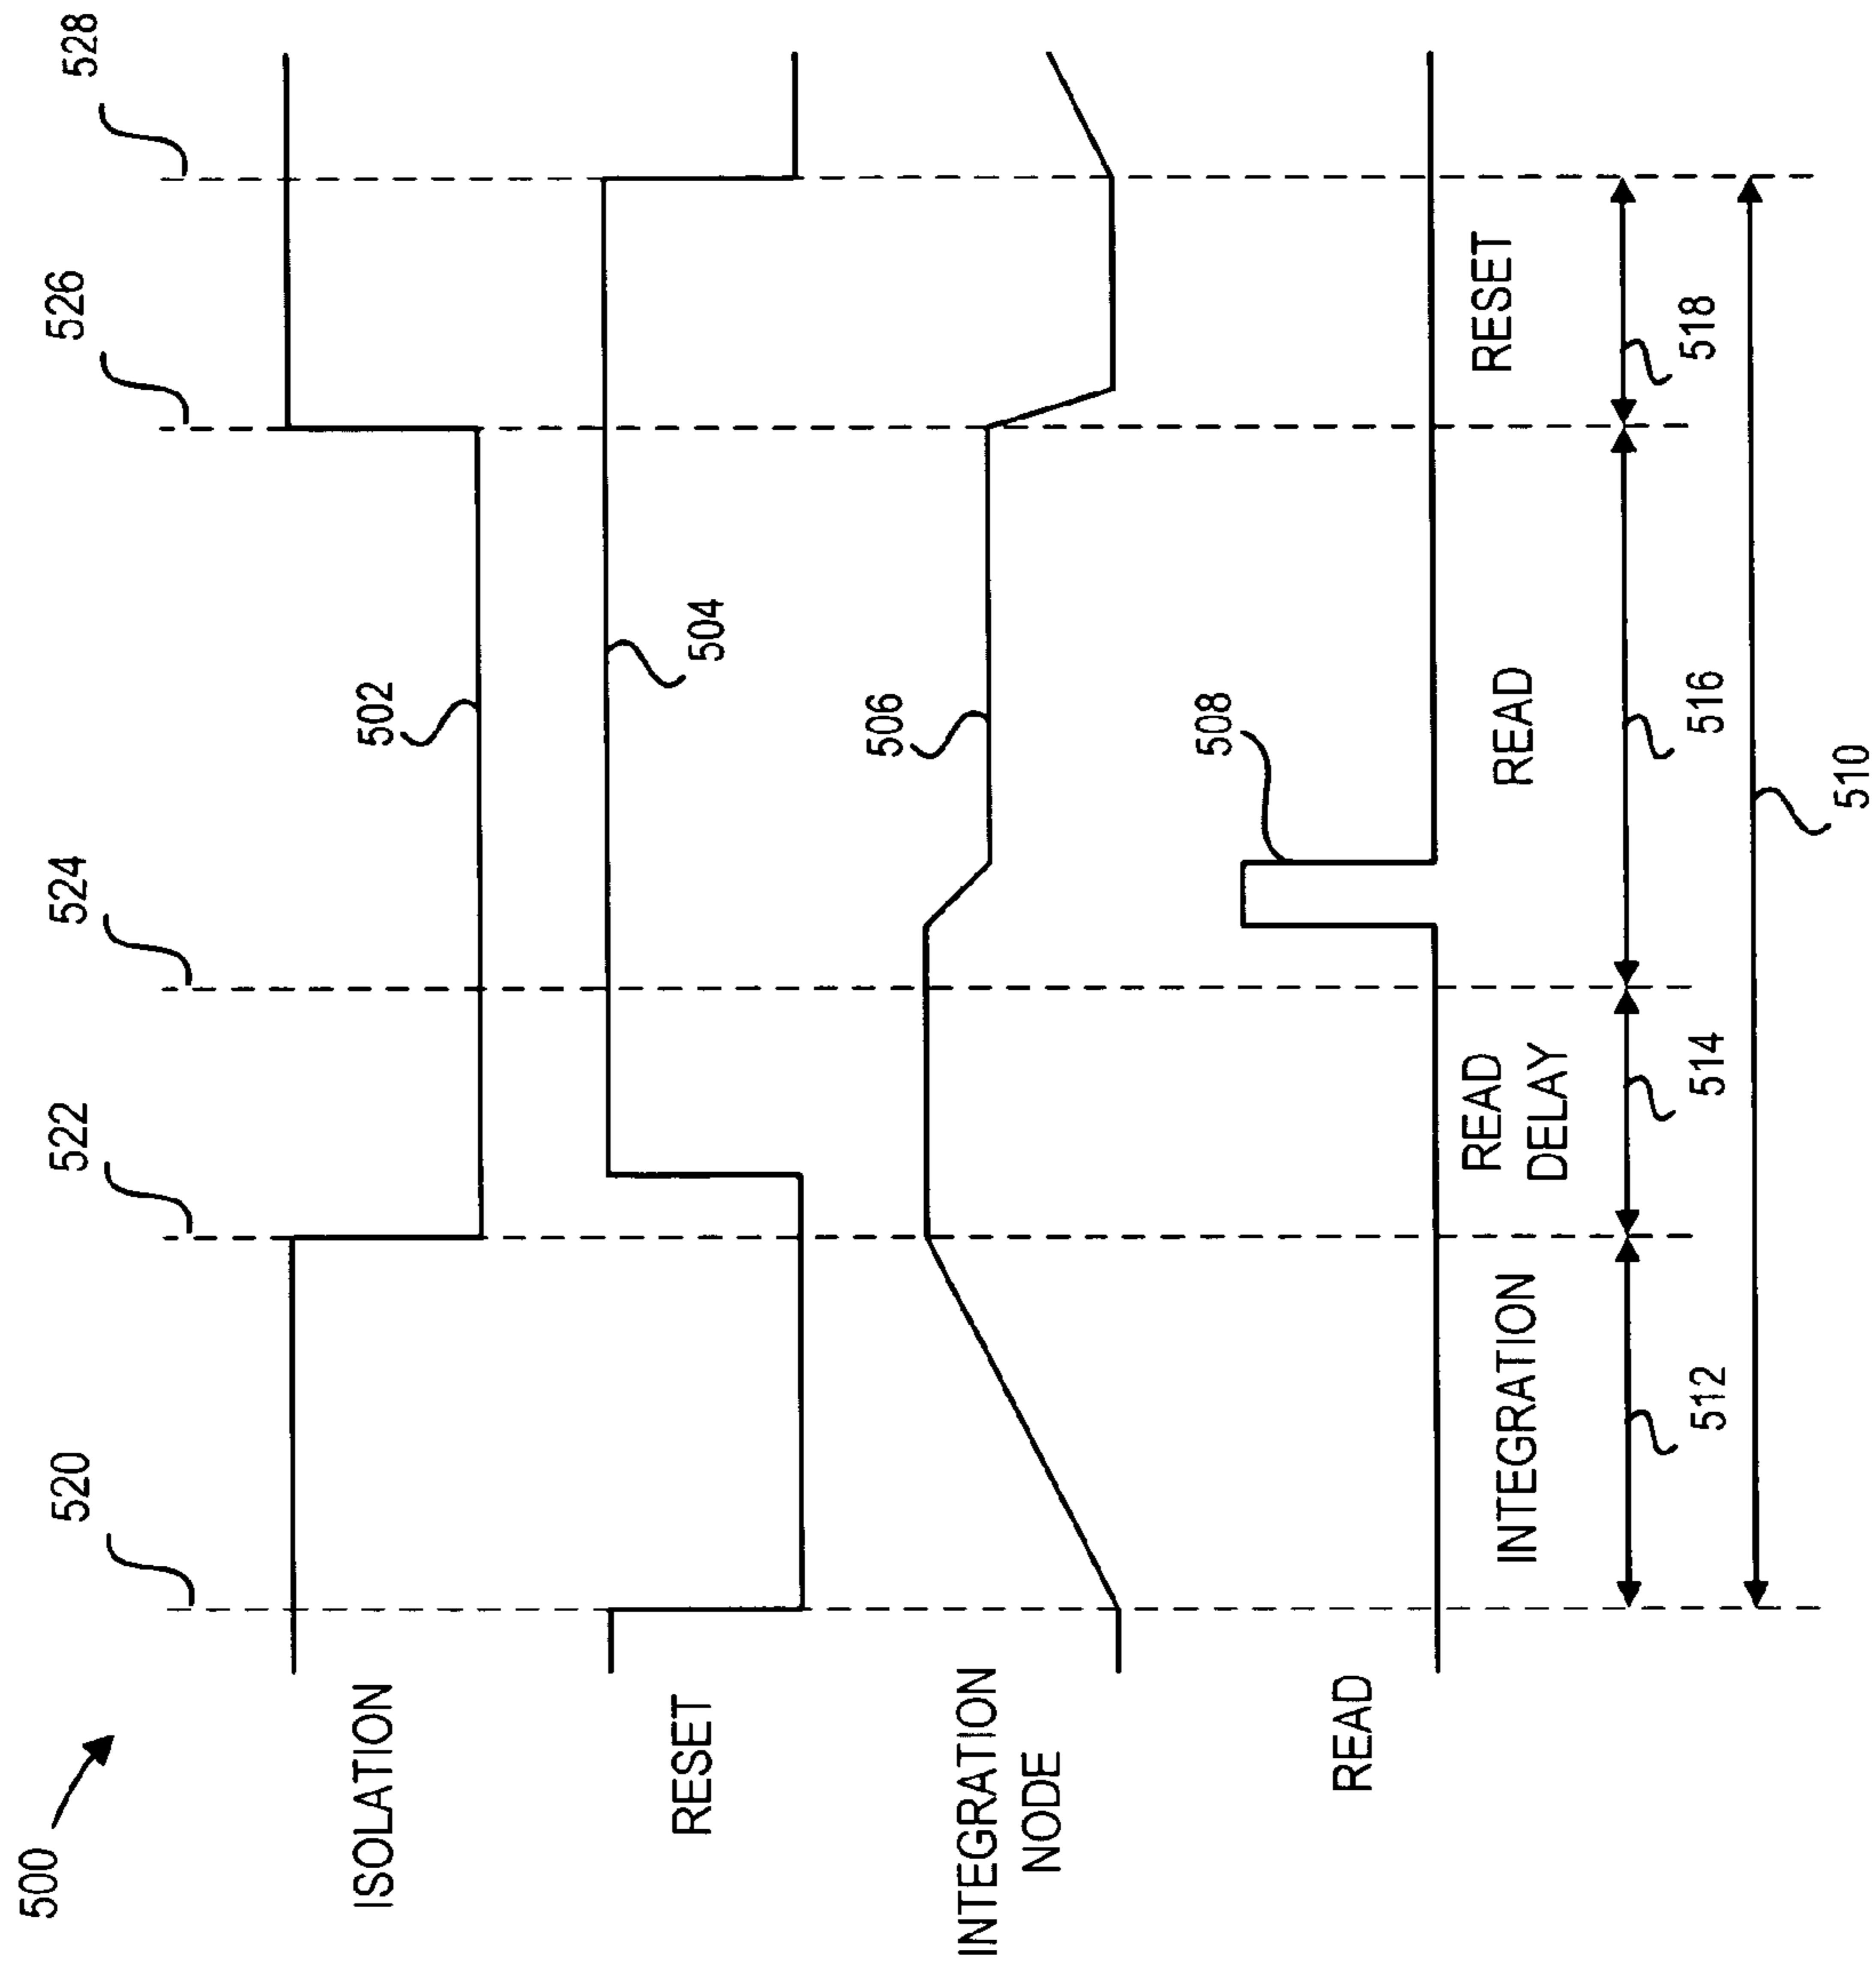 500
520
522
524
526
528
ISOLATION
502
RESET
504
INTEGRATION
NODE
506
READ
508
INTEGRATION
READ
DELAY
READ
RESET
512
514
516
518
510